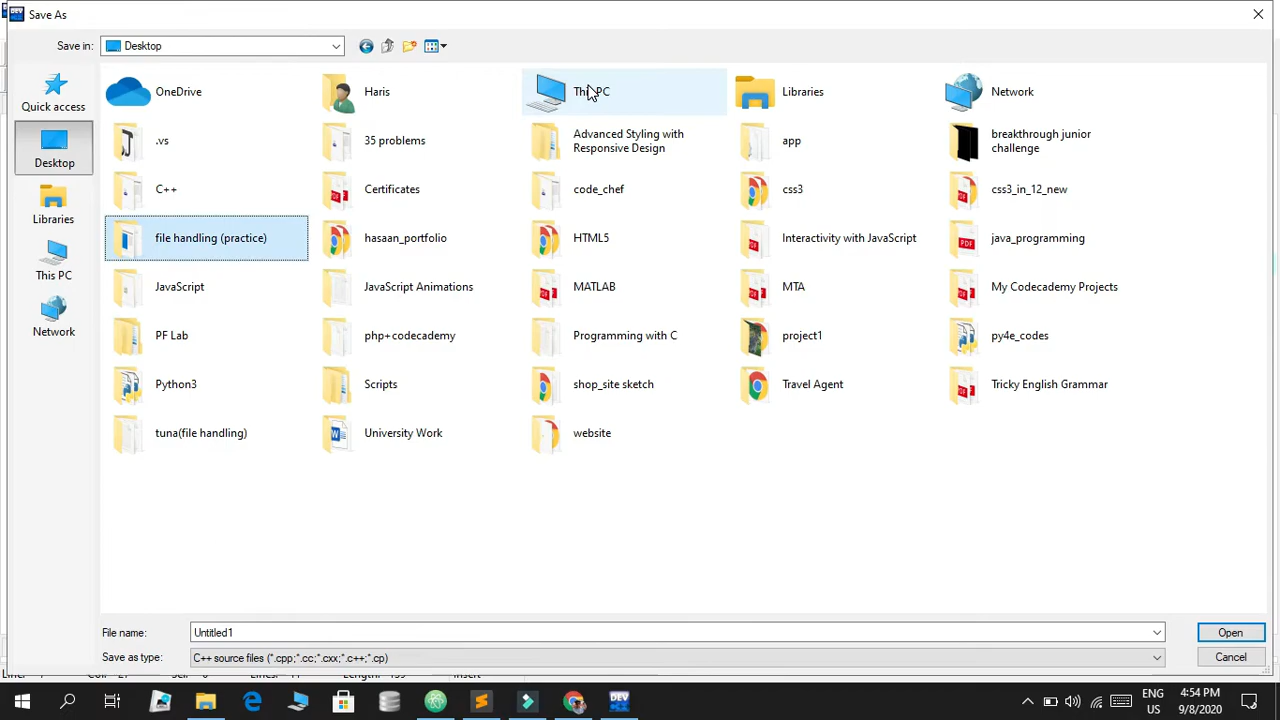 Save As
Save in:
Desktop
OneDrive
Haris
This PC
Libraries
Network
Quick access
.vs
35 problems
Advanced Styling with
Responsive Design
app
breakthrough junior
challenge
Desktop
C++
Certificates
code_chef
css3
css3_in_12_new
Libraries
file handling (practice)
hasaan_portfolio
HTML5
Interactivity with JavaScript
java_programming
This PC
JavaScript
JavaScript Animations
MATLAB
MTA
My Codecademy Projects
Network
PF Lab
php+codecademy
Programming with C
project1
py4e_codes
Python3
Scripts
shop_site sketch
Travel Agent
Tricky English Grammar
tuna(file handling)
University Work
website
File name:
Untitled1
Open
Save as type:
C++ source files (*.cpp;*.cc;*.cxx;*.c++;*.cp)
Cancel
ENG
US
4:54 PM
9/8/2020